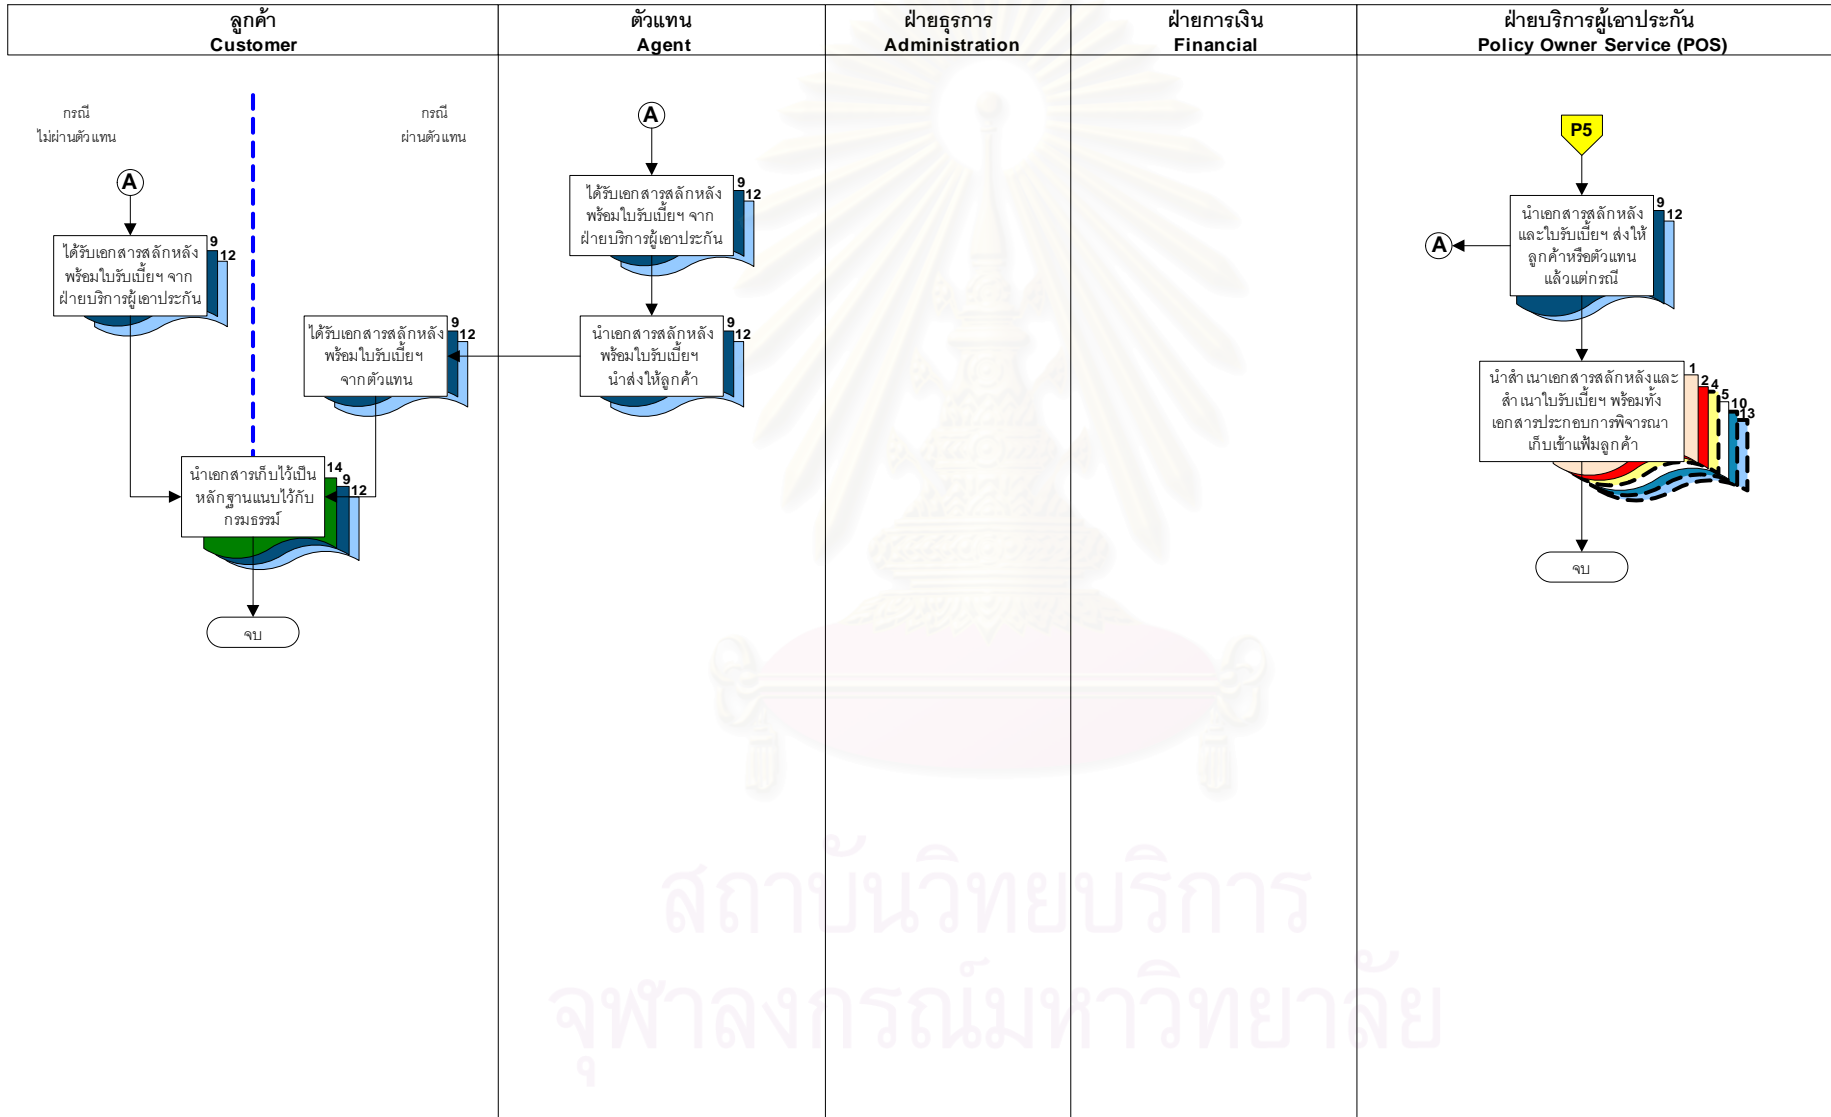 ลูกค้า
Customer
ตัวแทน
Agent
ฝ่ายธุรการ
Administration
ฝ่ายการเงิน
Financial
ฝ่ายบริการผู้เอาประกัน
Policy Owner Service (POS)
กรณี
ไม่ผ่านตัวแทน
กรณี
ผ่านตัวแทน
A
ได้รับเอกสารสลักหลัง
พร้อมใบรับเบี้ยฯ จาก
ฝ่ายบริการผู้เอาประกัน
9
12
ได้รับเอกสารสลักหลัง
พร้อมใบรับเบี้ยฯ
จากตัวแทน
9
12
นำเอกสารเก็บไว้เป็น
หลักฐานแนบไว้กับ
กรมธรรม์
14
9
12
จบ
A
ได้รับเอกสารสลักหลัง
พร้อมใบรับเบี้ยฯ จาก
ฝ่ายบริการผู้เอาประกัน
9
12
นำเอกสารสลักหลัง
พร้อมใบรับเบี้ยฯ
นำส่งให้ลูกค้า
9
12
P5
นำเอกสารสลักหลัง
และใบรับเบี้ยฯ ส่งให้
ลูกค้าหรือตัวแทน
แล้วแต่กรณี
9
12
A
นำสำเนาเอกสารสลักหลังและ
สำเนาใบรับเบี้ยฯ พร้อมทั้ง
เอกสารประกอบการพิจารณา
เก็บเข้าแฟ้มลูกค้า
1
2
4
5
10
13
จบ
สถาบันวิทยบริการ
จุฬาลงกรณ์มหาวิทยาลัย